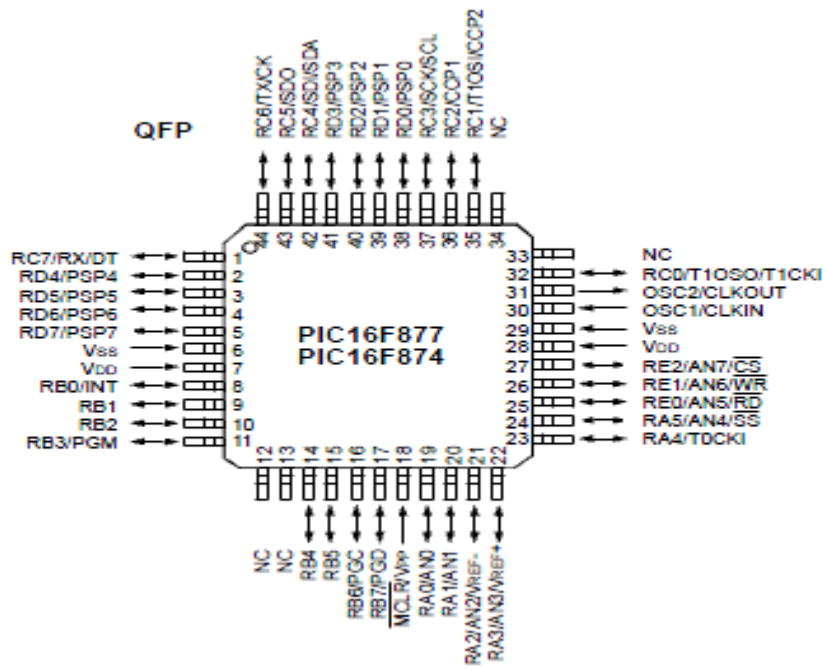 QFP
RC6/TX/CK
RC5/SDO
RC4/SDI/SDA
RD3/PSP3
RD2/PSP2
RD1/PSP1
RD0/PSP0
RC3/SCK/SCL
RC2/CCP1
RC1/T1OSI/CCP2
NC
44 43 42 41 40 39 38 37 36 35 34
RC7/RX/DT 1
RD4/PSP4 2
RD5/PSP5 3
RD6/PSP6 4
RD7/PSP7 5
VSS 6
VDD 7
RB0/INT 8
RB1 9
RB2 10
RB3/PGM 11
PIC16F877
PIC16F874
33 NC
32 RC0/T1OSO/T1CKI
31 OSC2/CLKOUT
30 OSC1/CLKIN
29 VSS
28 VDD
27 RE2/AN7/CS
26 RE1/AN6/WR
25 RE0/AN5/RD
24 RA5/AN4/SS
23 RA4/T0CKI
12 13 14 15 16 17 18 19 20 21 22
NC
NC
RB4
RB5
RB6/PGC
RB7/PGD
MCLR/VPP
RA0/AN0
RA1/AN1
RA2/AN2/VREF-
RA3/AN3/VREF+